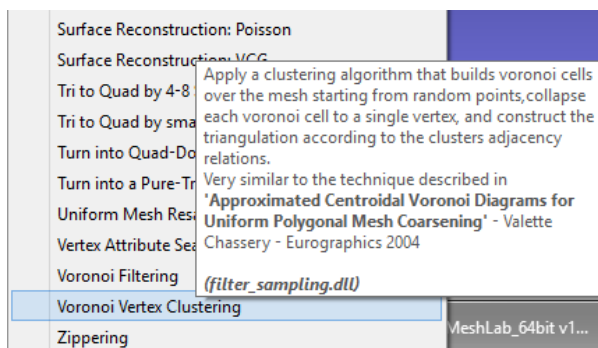 Surface Reconstruction: Poisson
Surface Reconstruction: VCG
Tri to Quad by 4-8
Tri to Quad by sma
Turn into Quad-Do
Turn into a Pure-Tr
Uniform Mesh Res
Vertex Attribute Sea
Voronoi Filtering
Voronoi Vertex Clustering
Zippering
Apply a clustering algorithm that builds voronoi cells
over the mesh starting from random points,collapse
each voronoi cell to a single vertex, and construct the
triangulation according to the clusters adjacency
relations.
Very similar to the technique described in
'Approximated Centroidal Voronoi Diagrams for
Uniform Polygonal Mesh Coarsening' - Valette
Chassery - Eurographics 2004
(filter_sampling.dll)
MeshLab_64bit v1...